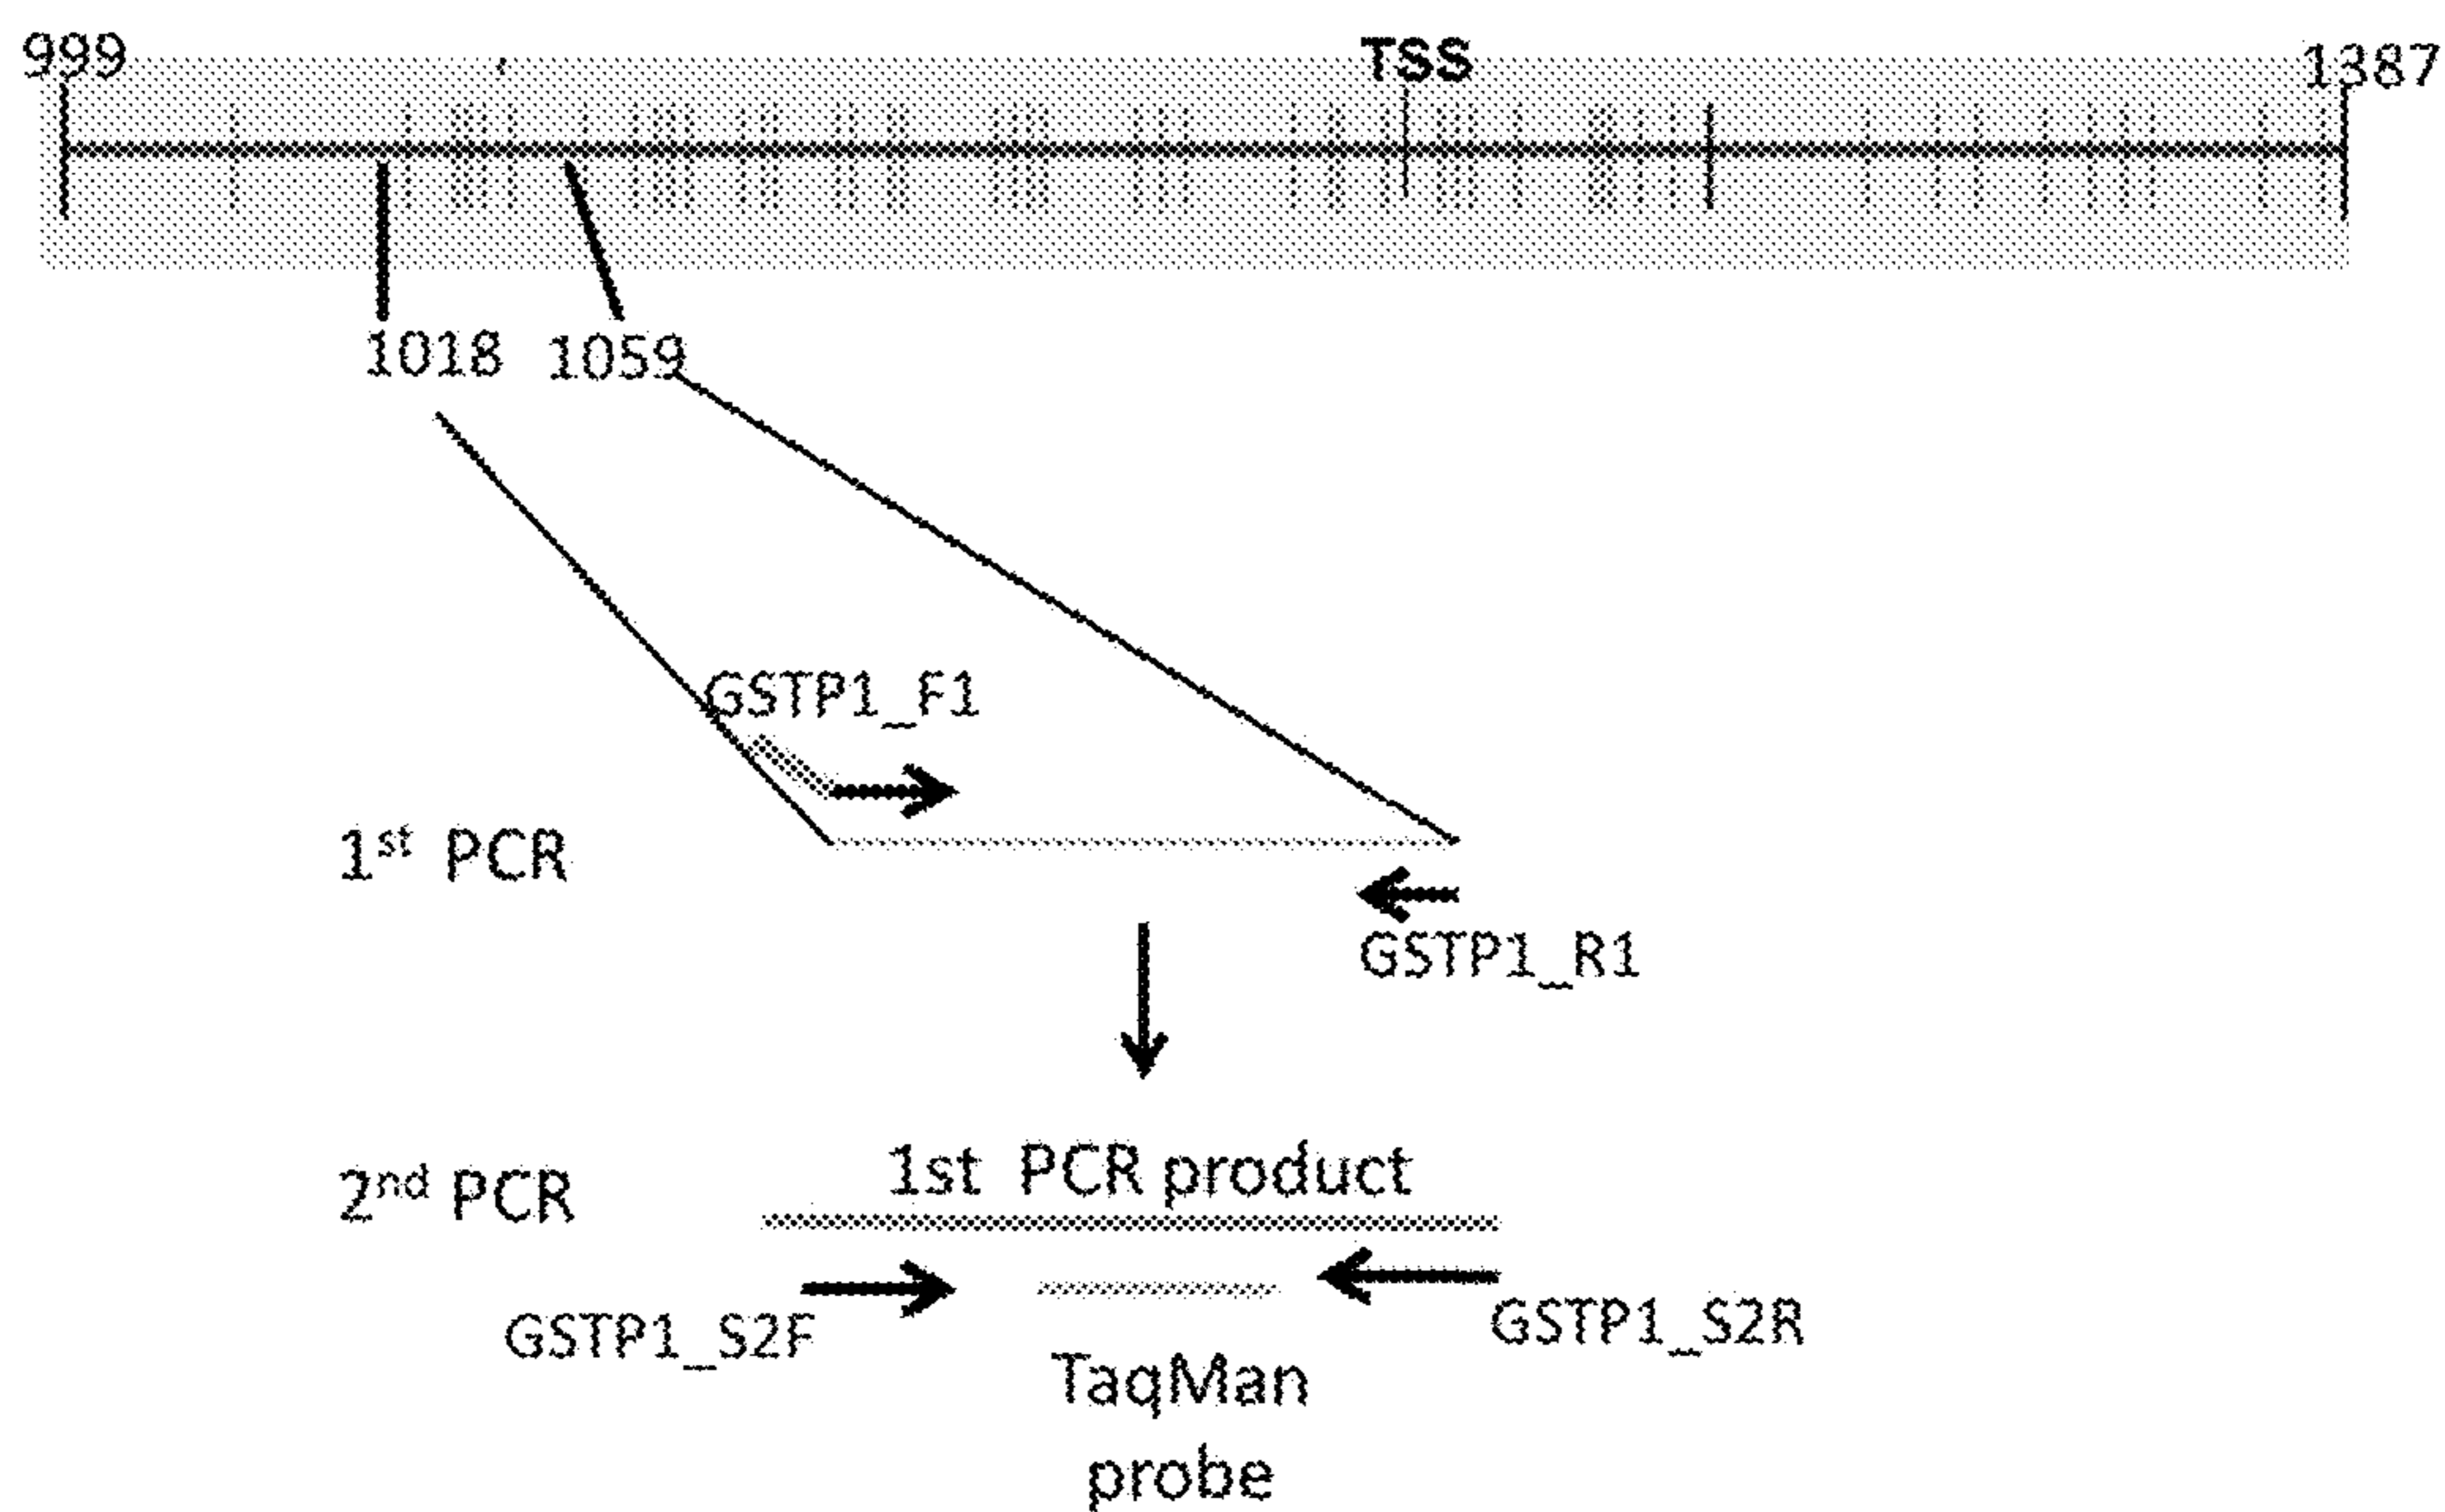 999
TSS
1387
1018
1059
GSTP1_F1
1st PCR
GSTP1_R1
2nd PCR
1st PCR product
GSTP1_S2F
GSTP1_S2R
TaqMan
probe